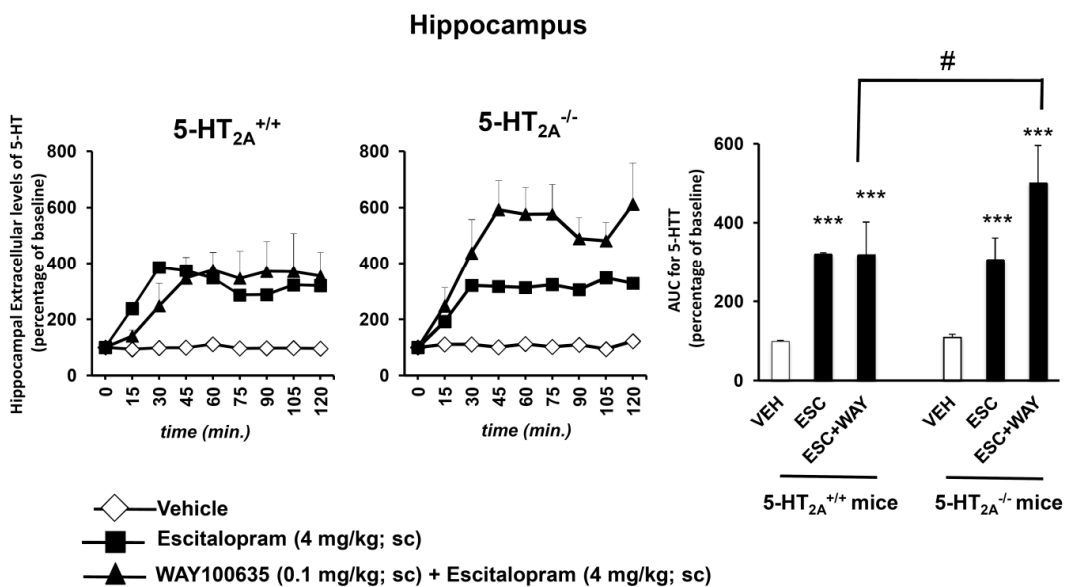 Hippocampus
#
5-HT2A+/+
5-HT2A-/-
Hippocampal Extracellular levels of 5-HT
(percentage of baseline)
800
600
400
200
0
0 15 30 45 60 75 90 105 120
time (min.)
800
600
400
200
0
0 15 30 45 60 75 90 105 120
time (min.)
AUC for 5-HTT
(percentage of baseline)
600
400
200
0
*** *** *** ***
VEH ESC ESC+WAY VEH ESC ESC+WAY
5-HT2A+/+ mice 5-HT2A-/- mice
Vehicle
Escitalopram (4 mg/kg; sc)
WAY100635 (0.1 mg/kg; sc) + Escitalopram (4 mg/kg; sc)